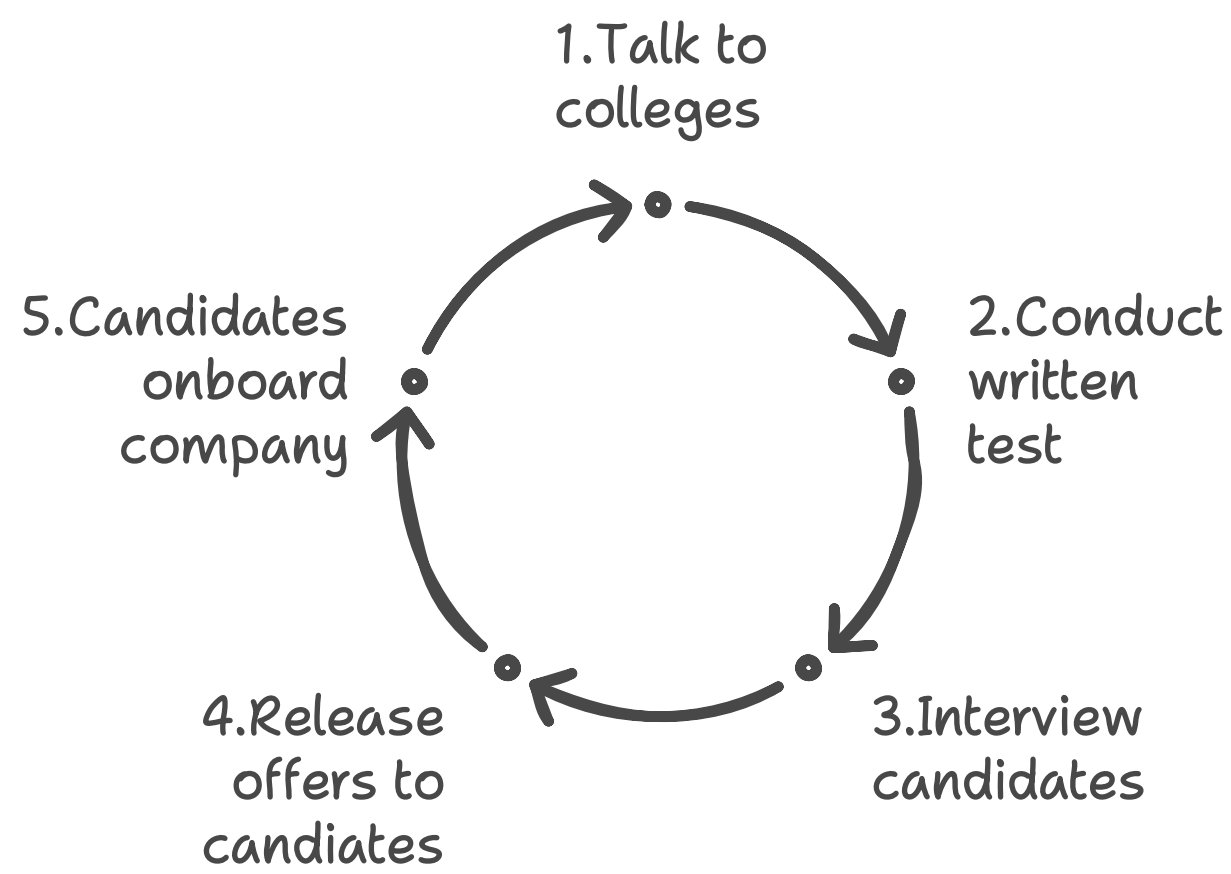 1.Talk to
colleges
2.Conduct
written
test
3.Interview
candidates
4.Release
offers to
candiates
5.Candidates
onboard
company